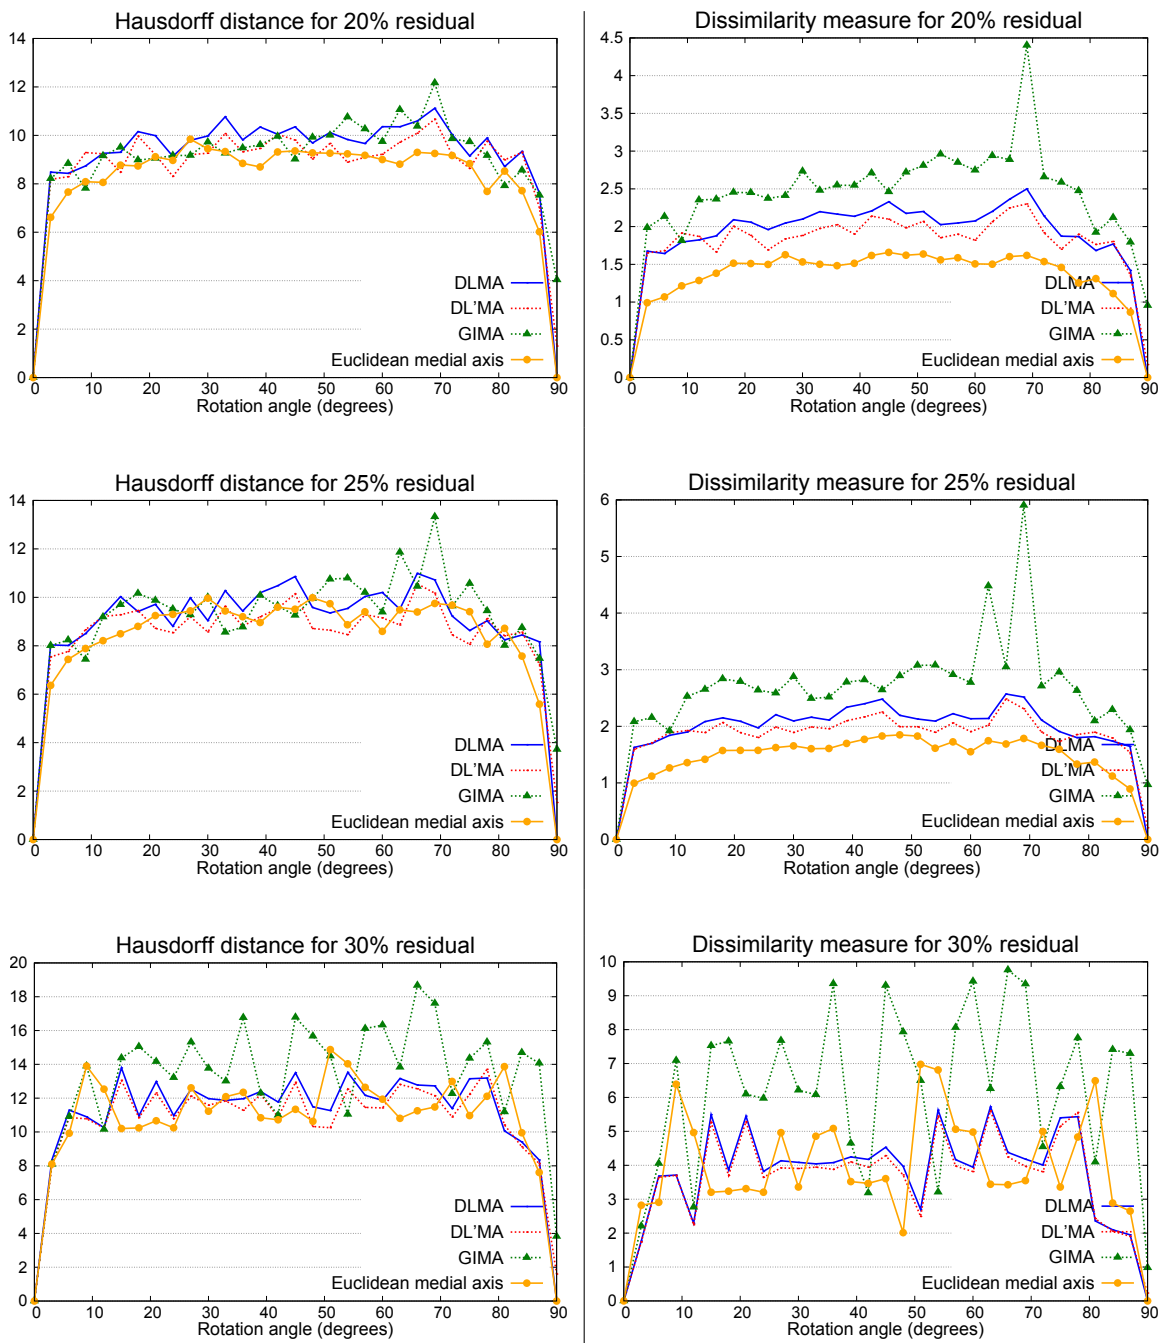 Hausdorff distance for 20% residual
14
12
10
8
6
4
2
0
DLMA
DL'MA
GIMA
Euclidean medial axis
0 10 20 30 40 50 60 70 80 90
Rotation angle (degrees)
Dissimilarity measure for 20% residual
4.5
4
3.5
3
2.5
2
1.5
1
0.5
0
DLMA
DL'MA
GIMA
Euclidean medial axis
0 10 20 30 40 50 60 70 80 90
Rotation angle (degrees)
Hausdorff distance for 25% residual
14
12
10
8
6
4
2
0
DLMA
DL'MA
GIMA
Euclidean medial axis
0 10 20 30 40 50 60 70 80 90
Rotation angle (degrees)
Dissimilarity measure for 25% residual
6
5
4
3
2
1
0
DLMA
DL'MA
GIMA
Euclidean medial axis
0 10 20 30 40 50 60 70 80 90
Rotation angle (degrees)
Hausdorff distance for 30% residual
20
18
16
14
12
10
8
6
4
2
0
DLMA
DL'MA
GIMA
Euclidean medial axis
0 10 20 30 40 50 60 70 80 90
Rotation angle (degrees)
Dissimilarity measure for 30% residual
10
9
8
7
6
5
4
3
2
1
0
DLMA
DL'MA
GIMA
Euclidean medial axis
0 10 20 30 40 50 60 70 80 90
Rotation angle (degrees)